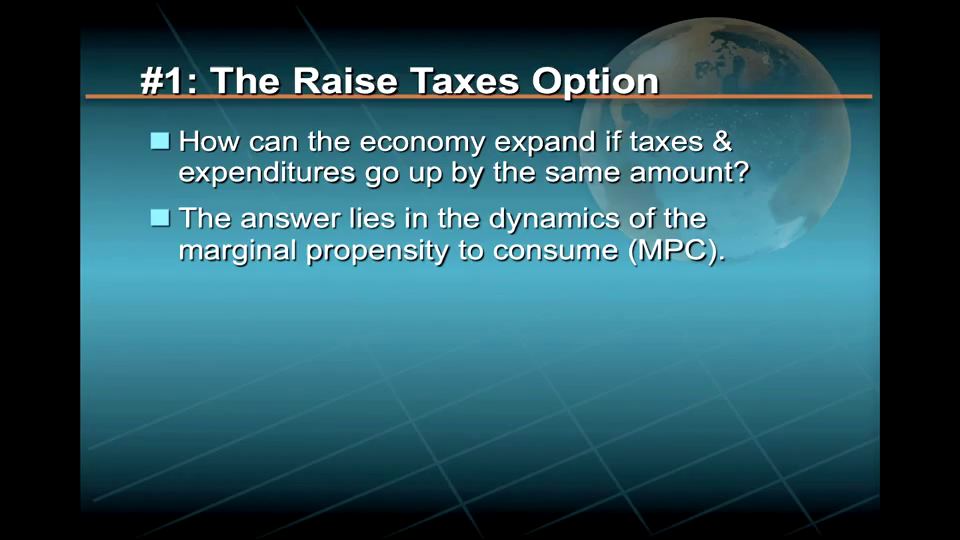 #1: The Raise Taxes Option
How can the economy expand if taxes &
expenditures go up by the same amount?
The answer lies in the dynamics of the
marginal propensity to consume (MPC).